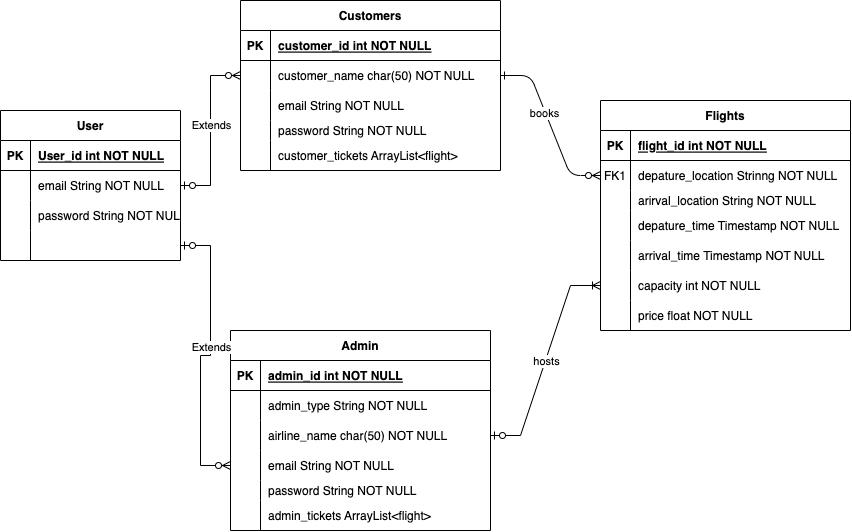 Customers
PK customer_id int NOT NULL
customer_name char(50) NOT NULL
email String NOT NULL
password String NOT NULL
customer_tickets ArrayList<flight>
Extends
books
User
PK User_id int NOT NULL
email String NOT NULL
password String NOT NUL
Flights
PK flight_id int NOT NULL
FK1 depature_location Strinng NOT NULL
arirval_location String NOT NULL
depature_time Timestamp NOT NULL
arrival_time Timestamp NOT NULL
capacity int NOT NULL
price float NOT NULL
Extends
hosts
Admin
PK admin_id int NOT NULL
admin_type String NOT NULL
airline_name char(50) NOT NULL
email String NOT NULL
password String NOT NULL
admin_tickets ArrayList<flight>